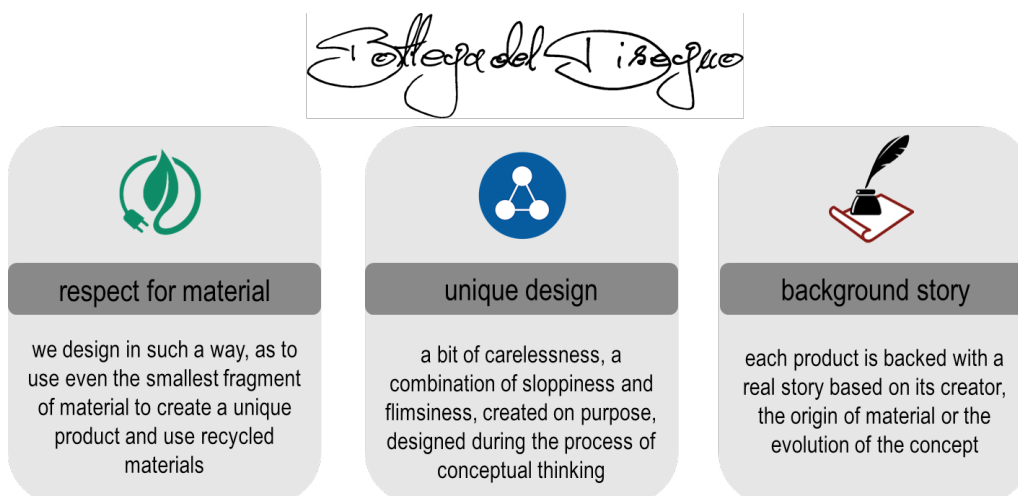 Bottega del Disegno
respect for material
we design in such a way, as to
use even the smallest fragment
of material to create a unique
product and use recycled
materials
unique design
a bit of carelessness, a
combination of sloppiness and
flimsiness, created on purpose,
designed during the process of
conceptual thinking
background story
each product is backed with a
real story based on its creator,
the origin of material or the
evolution of the concept